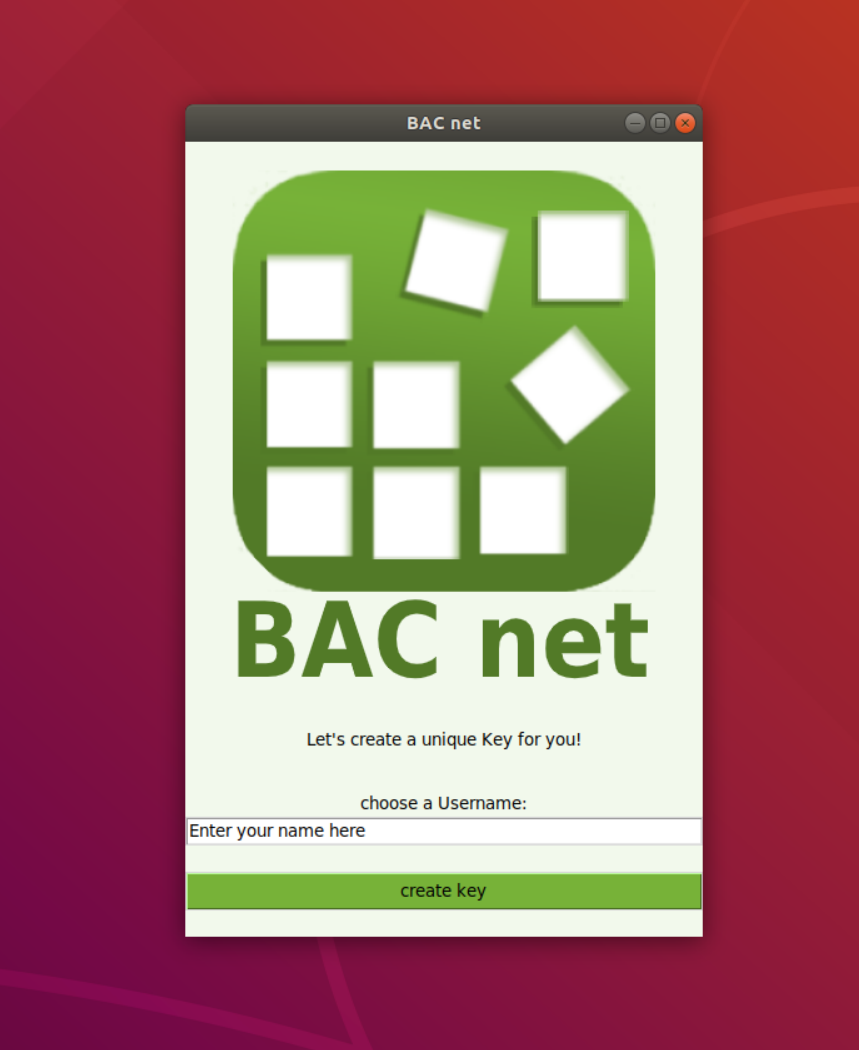 BAC net
BAC net
Let's create a unique Key for you!
choose a Username:
Enter your name here
create key